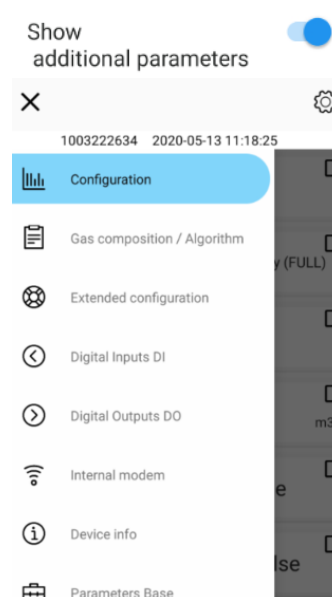 Show
additional parameters
1003222634 2020-05-13 11:18:25
Configuration
Gas composition / Algorithm
y (FULL)
Extended configuration
Digital Inputs DI
Digital Outputs DO
m3
Internal modem
e
Device info
lse
Parameters Base